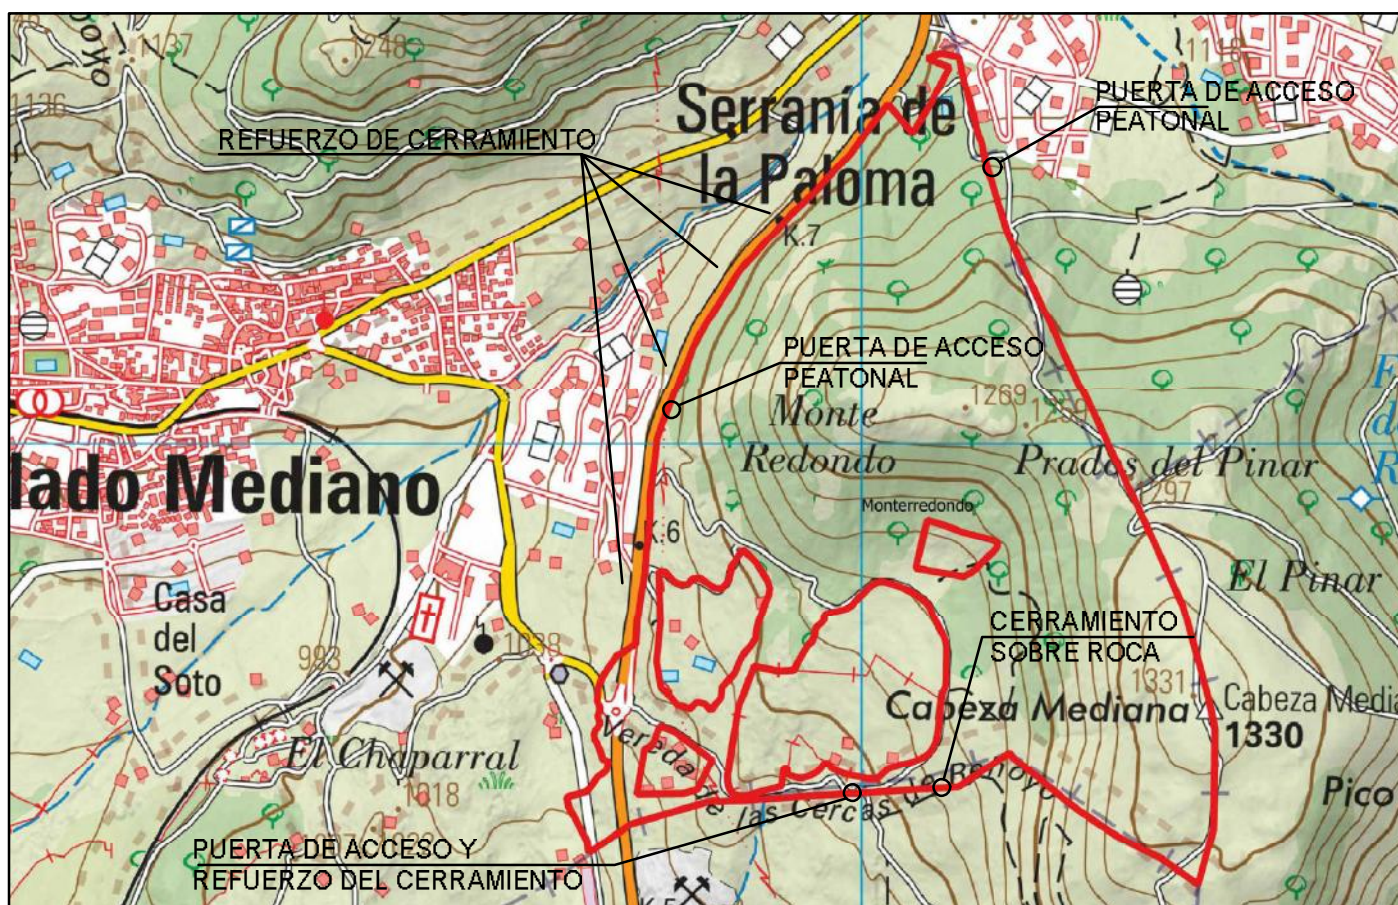 1137
1248
1136
1118
Serranía de
la Paloma
PUERTA DE ACCESO
PEATONAL
REFUERZO DE CERRAMIENTO
K.7
PUERTA DE ACCESO
PEATONAL
1269
Monte
Redondo
Prados del Pinar
lado Mediano
1297
Monterredondo
K.6
El Pinar
Casa
del
Soto
993
1038
CERRAMIENTO
SOBRE ROCA
1331
Cabeza Mediana
Cabeza Media
1330
El Chaparral
Vereda de las Cercas
1018
Pico
PUERTA DE ACCESO Y
REFUERZO DEL CERRAMIENTO
K.5